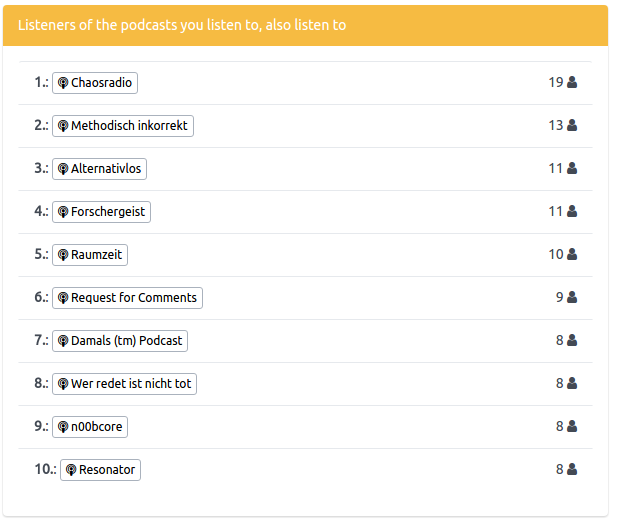 Listeners of the podcasts you listen to, also listen to
1.: Chaosradio 19
2.: Methodisch inkorrekt 13
3.: Alternativlos 11
4.: Forschergeist 11
5.: Raumzeit 10
6.: Request for Comments 9
7.: Damals (tm) Podcast 8
8.: Wer redet ist nicht tot 8
9.: n00bcore 8
10.: Resonator 8